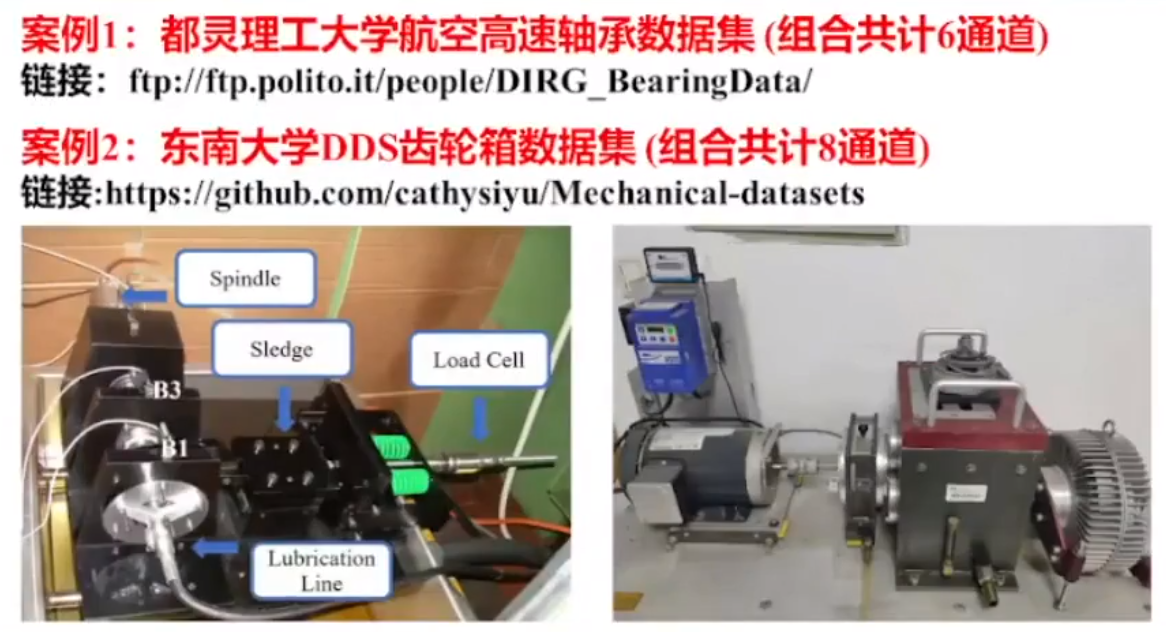 案例1：都灵理工大学航空高速轴承数据集 (组合共计6通道)
链接：ftp://ftp.polito.it/people/DIRG_BearingData/
案例2：东南大学DDS齿轮箱数据集 (组合共计8通道)
链接:https://github.com/cathysiyu/Mechanical-datasets
Spindle
Sledge
Load Cell
B3
B1
Lubrication
Line